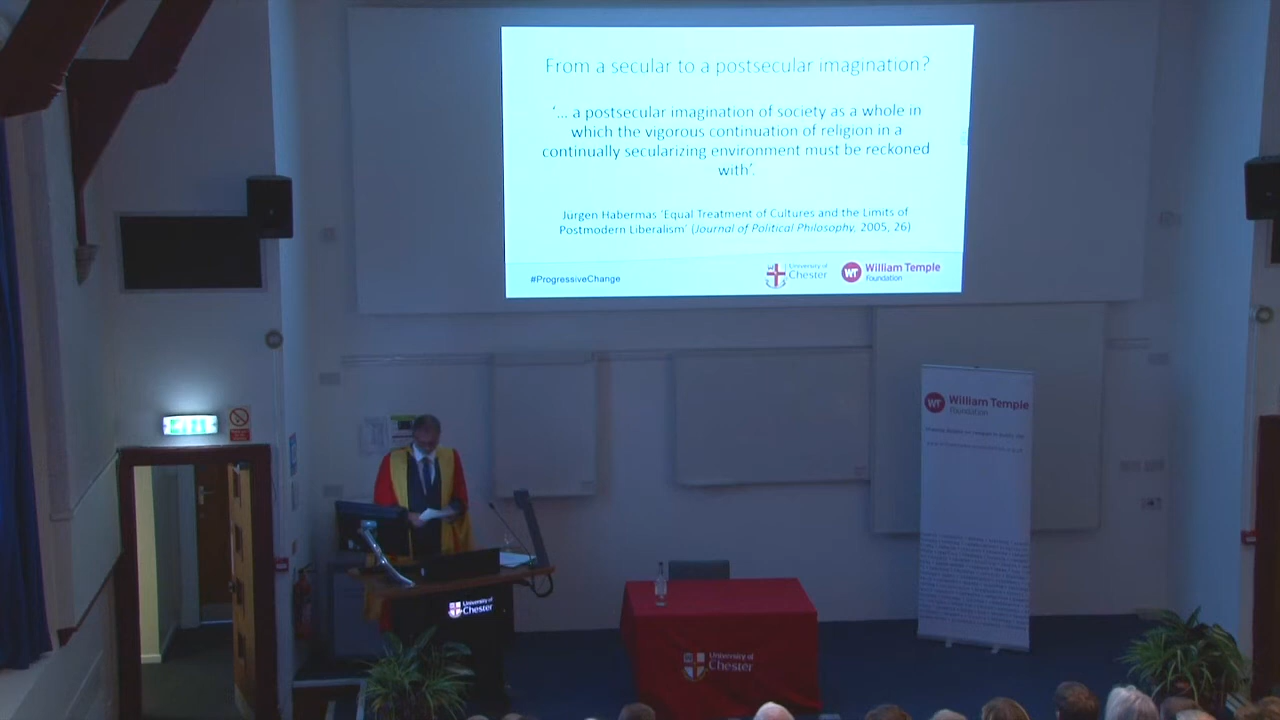 From a secular to a postsecular imagination?
‘... a postsecular imagination of society as a whole in
which the vigorous continuation of religion in a
continually secularizing environment must be reckoned
with’.
Jurgen Habermas ‘Equal Treatment of Cultures and the Limits of
Postmodern Liberalism’ (Journal of Political Philosophy, 2005, 26)
#ProgressiveChange
University of
Chester
WT
William Temple
Foundation
WT
William Temple
Foundation
University of
Chester
University of
Chester